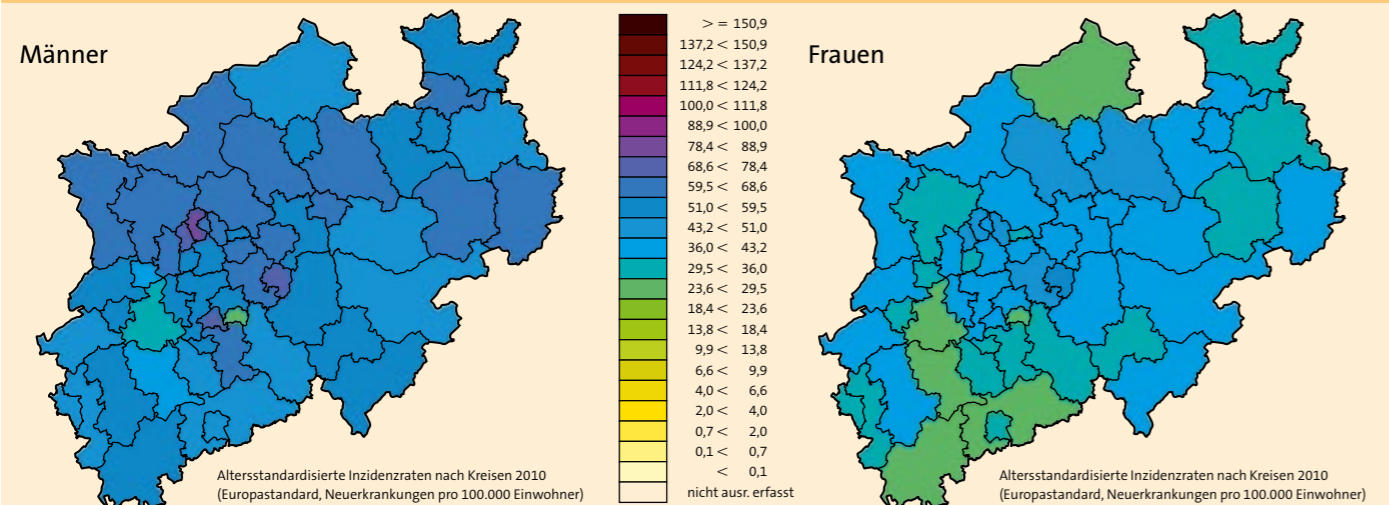 Männer
> = 150,9
137,2 < 150,9
124,2 < 137,2
111,8 < 124,2
100,0 < 111,8
88,9 < 100,0
78,4 < 88,9
68,6 < 78,4
59,5 < 68,6
51,0 < 59,5
43,2 < 51,0
36,0 < 43,2
29,5 < 36,0
23,6 < 29,5
18,4 < 23,6
13,8 < 18,4
9,9 < 13,8
6,6 < 9,9
4,0 < 6,6
2,0 < 4,0
0,7 < 2,0
0,1 < 0,7
< 0,1
nicht ausr. erfasst
Altersstandardisierte Inzidenzraten nach Kreisen 2010
(Europastandard, Neuerkrankungen pro 100.000 Einwohner)
Frauen
Altersstandardisierte Inzidenzraten nach Kreisen 2010
(Europastandard, Neuerkrankungen pro 100.000 Einwohner)